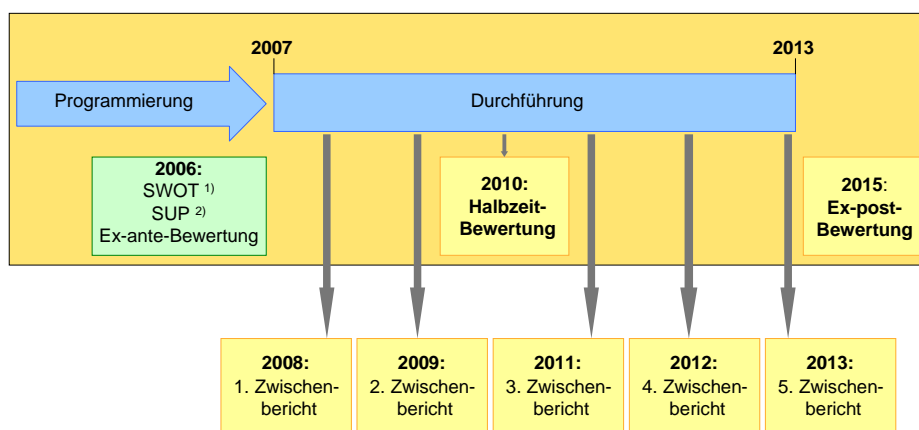 2007
2013
Programmierung
Durchführung
2006:
SWOT 1)
SUP 2)
Ex-ante-Bewertung
2010:
Halbzeit-
Bewertung
2015:
Ex-post-
Bewertung
2008:
1. Zwischen-
bericht
2009:
2. Zwischen-
bericht
2011:
3. Zwischen-
bericht
2012:
4. Zwischen-
bericht
2013:
5. Zwischen-
bericht